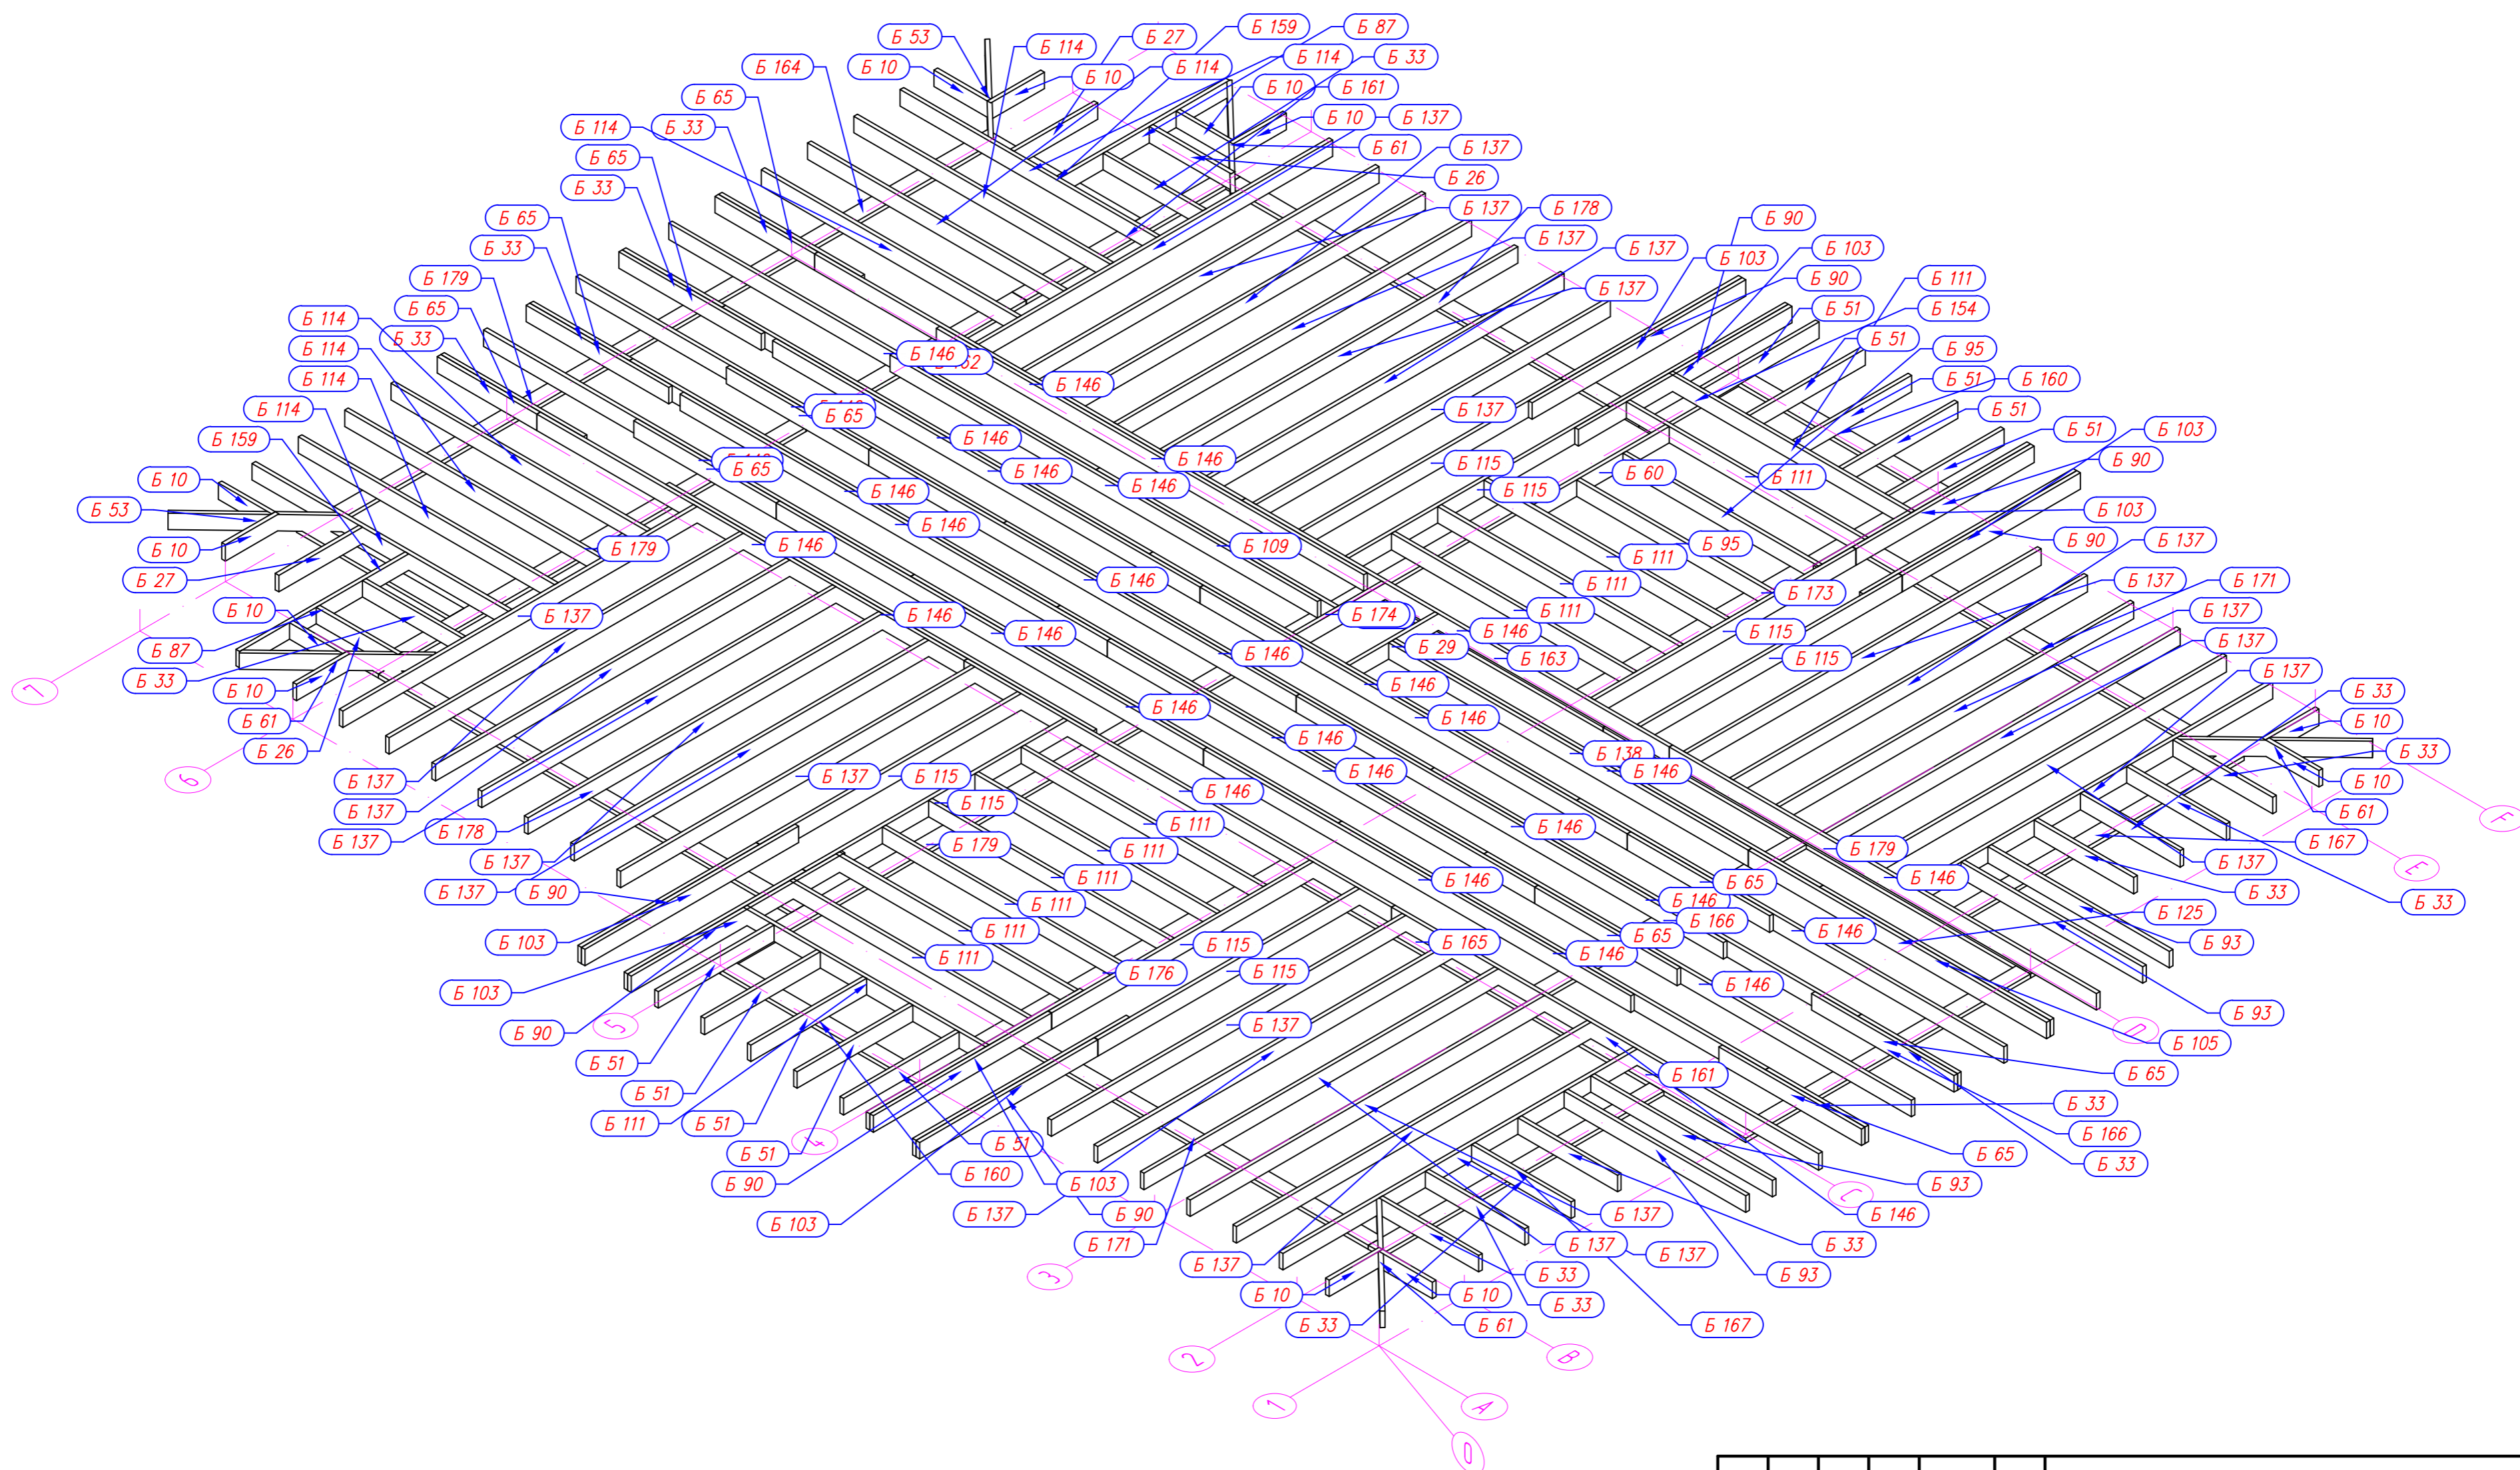 Б 53
Б 27
Б 159
Б 87
Б 114
Б 114
Б 33
Б 164
Б 10
Б 10
Б 114
Б 10
Б 161
Б 65
Б 10
Б 137
Б 114
Б 33
Б 61
Б 137
Б 65
Б 26
Б 33
Б 137
Б 178
Б 65
Б 90
Б 33
Б 137
Б 137
Б 103
Б 103
Б 179
Б 137
Б 90
Б 111
Б 65
Б 51
Б 154
Б 114
Б 33
Б 51
Б 95
Б 114
Б 146
Б 114
Б 146
Б 51
Б 160
Б 114
Б 65
Б 137
Б 51
Б 159
Б 146
Б 51
Б 103
Б 10
Б 65
Б 146
Б 146
Б 115
Б 60
Б 111
Б 90
Б 53
Б 146
Б 146
Б 115
Б 103
Б 10
Б 179
Б 146
Б 146
Б 109
Б 111
Б 95
Б 90
Б 137
Б 27
Б 146
Б 111
Б 173
Б 137
Б 171
Б 10
Б 137
Б 146
Б 146
Б 174
Б 111
Б 115
Б 137
Б 87
Б 146
Б 29
Б 146
Б 163
Б 115
Б 137
Б 33
Б 10
Б 146
Б 146
Б 137
Б 33
Б 61
Б 146
Б 146
Б 138
Б 10
Б 26
Б 146
Б 146
Б 33
7
6
Б 137
Б 137
Б 115
Б 146
Б 10
Б 137
Б 115
Б 111
Б 146
Б 61
F
Б 137
Б 178
Б 179
Б 111
Б 179
Б 167
Б 137
Б 111
Б 146
Б 65
Б 146
Б 137
E
Б 137
Б 90
Б 111
Б 146
Б 33
Б 33
Б 103
Б 111
Б 115
Б 165
Б 65
Б 166
Б 146
Б 125
Б 103
Б 111
Б 176
Б 115
Б 146
Б 146
Б 93
Б 90
5
Б 137
D
Б 93
Б 51
Б 105
Б 51
Б 161
Б 65
Б 111
Б 51
4
Б 51
Б 33
Б 51
Б 160
Б 166
Б 90
Б 103
Б 65
Б 33
Б 103
Б 137
Б 90
C
Б 93
Б 171
Б 137
Б 146
Б 137
Б 137
Б 137
Б 33
3
Б 10
Б 10
Б 33
Б 93
Б 33
Б 61
Б 33
Б 167
2
B
1
A
0